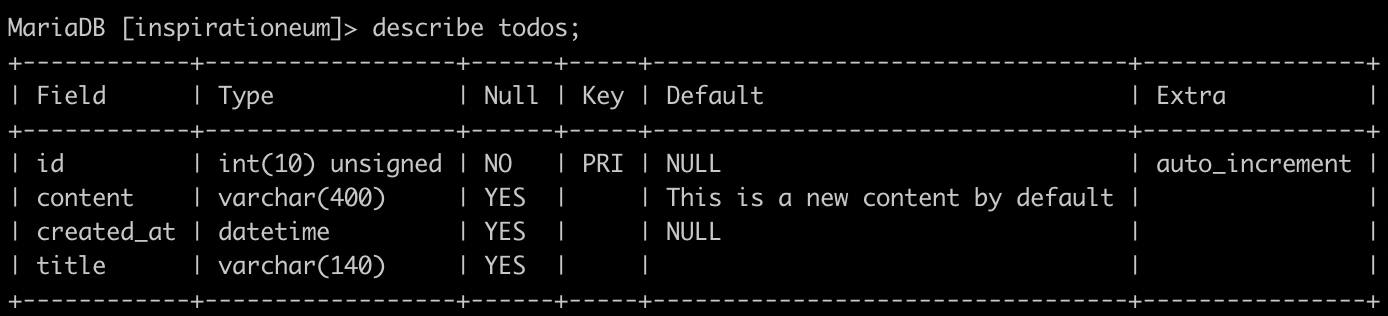 MariaDB [inspirationeum]> describe todos;
+------------+------------------+------+-----+----------------------------------+----------------+
| Field      | Type             | Null | Key | Default                          | Extra          |
+------------+------------------+------+-----+----------------------------------+----------------+
| id         | int(10) unsigned | NO   | PRI | NULL                             | auto_increment |
| content    | varchar(400)     | YES  |     | This is a new content by default |                |
| created_at | datetime         | YES  |     | NULL                             |                |
| title      | varchar(140)     | YES  |     |                                  |                |
+------------+------------------+------+-----+----------------------------------+----------------+